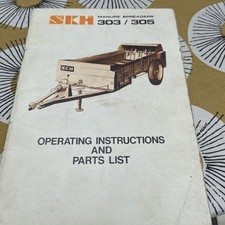 SKH MANURE SPREADERS
303 / 305
SKH
OPERATING INSTRUCTIONS
AND
PARTS LIST